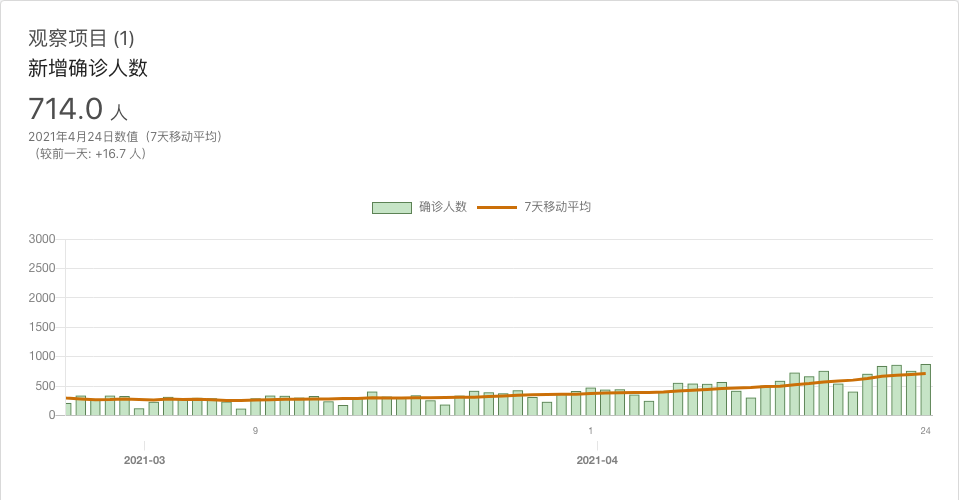 观察项目 (1)
新增确诊人数
714.0 人
2021年4月24日数值（7天移动平均）
（较前一天: +16.7 人）
确诊人数 7天移动平均
3000
2500
2000
1500
1000
500
0
9 1 24
2021-03 2021-04